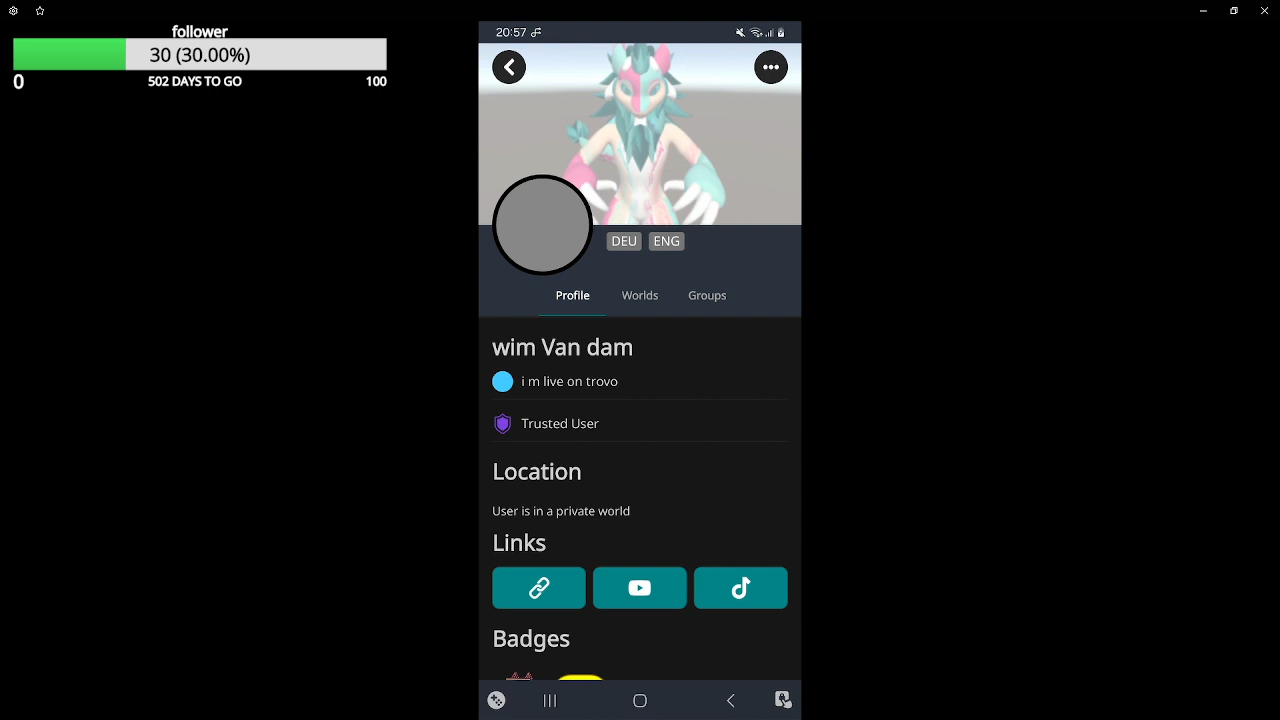 follower
30 (30.00%)
0
502 DAYS TO GO
100
20:57
DEU
ENG
Profile
Worlds
Groups
wim Van dam
i m live on trovo
Trusted User
Location
User is in a private world
Links
Badges